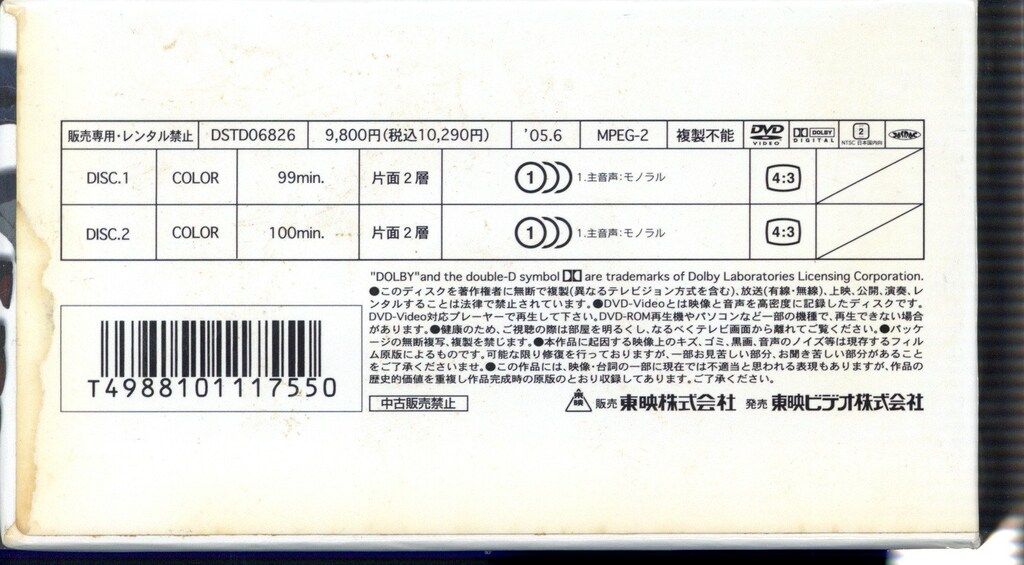 販売専用・レンタル禁止 DSTD06826 9,800円(税込10,290円) '05.6 MPEG-2 複製不能 DVD VIDEO DOLBY DIGITAL 2 NTSC 日本国内向
DISC.1 COLOR 99min. 片面2層 1 1.主音声:モノラル 4:3
DISC.2 COLOR 100min. 片面2層 1 1.主音声:モノラル 4:3
"DOLBY"and the double-D symbol are trademarks of Dolby Laboratories Licensing Corporation.
●このディスクを著作権者に無断で複製(異なるテレビジョン方式を含む)、放送(有線・無線)、上映、公開、演奏、レ
ンタルすることは法律で禁止されています。●DVD-Videoとは映像と音声を高密度に記録したディスクです。
DVD-Video対応プレーヤーで再生して下さい。DVD-ROM再生機やパソコンなど一部の機種で、再生できない場合
があります。●健康のため、ご視聴の際は部屋を明るくし、なるべくテレビ画面から離れてご覧ください。●パッケー
ジの無断複写、複製を禁じます。●本作品に起因する映像上のキズ、ゴミ、黒画、音声のノイズ等は現存するフィル
ム原版によるものです。可能な限り修復を行っておりますが、一部お見苦しい部分、お聞き苦しい部分があること
をご了承くださいませ。●この作品には、映像・台詞の一部に現在では不適当と思われる表現もありますが、作品の
歴史的価値を重複し作品完成時の原版のとおり収録してあります。ご了承ください。
T4988101117550
中古販売禁止 東映 販売 東映株式会社 発売 東映ビデオ株式会社